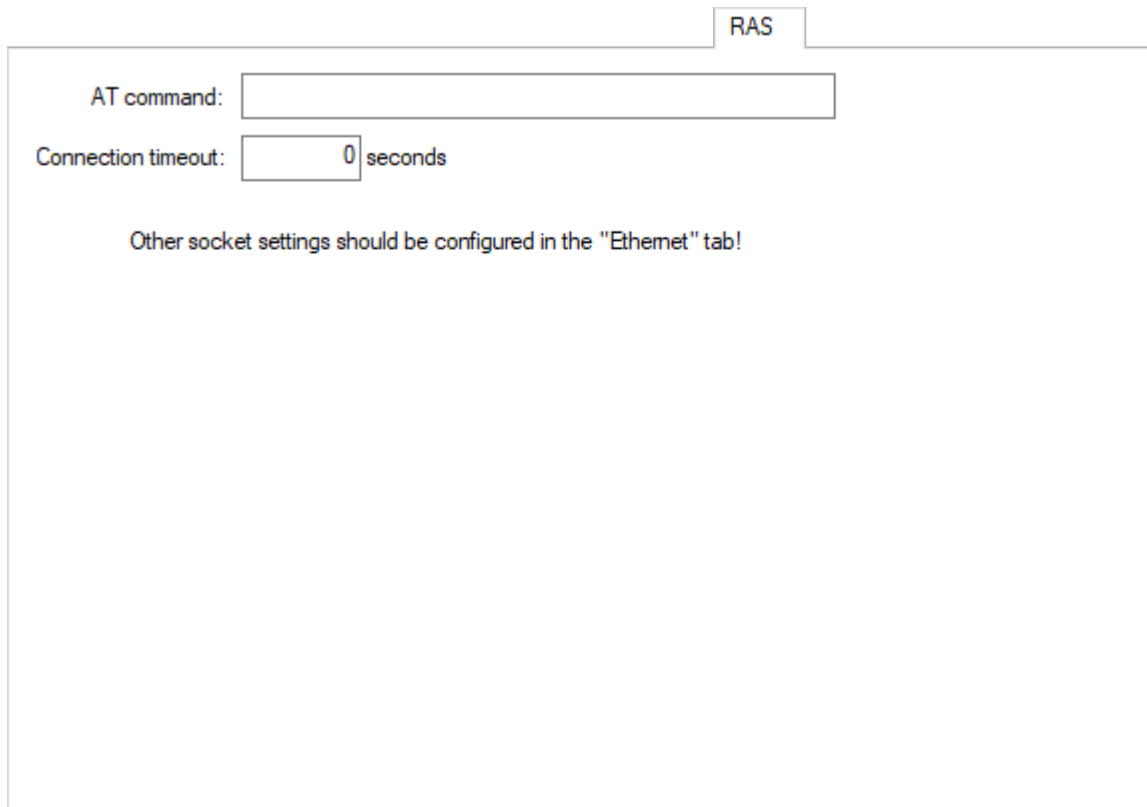 RAS
AT command:
Connection timeout: 0 seconds
Other socket settings should be configured in the "Ethernet" tab!